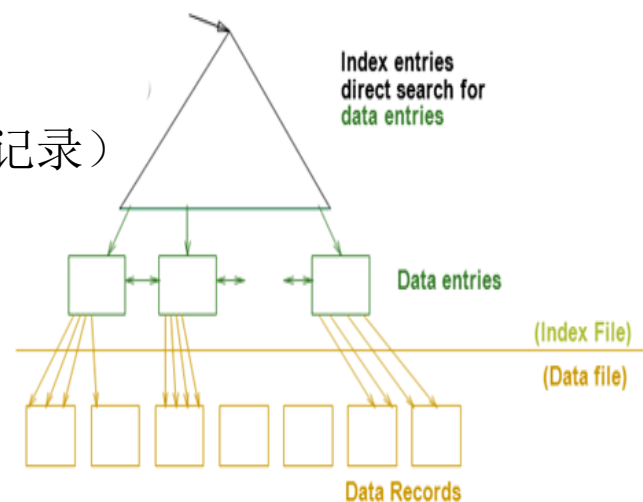 Index entries
direct search for
data entries
记录）
Data entries
(Index File)
(Data file)
Data Records